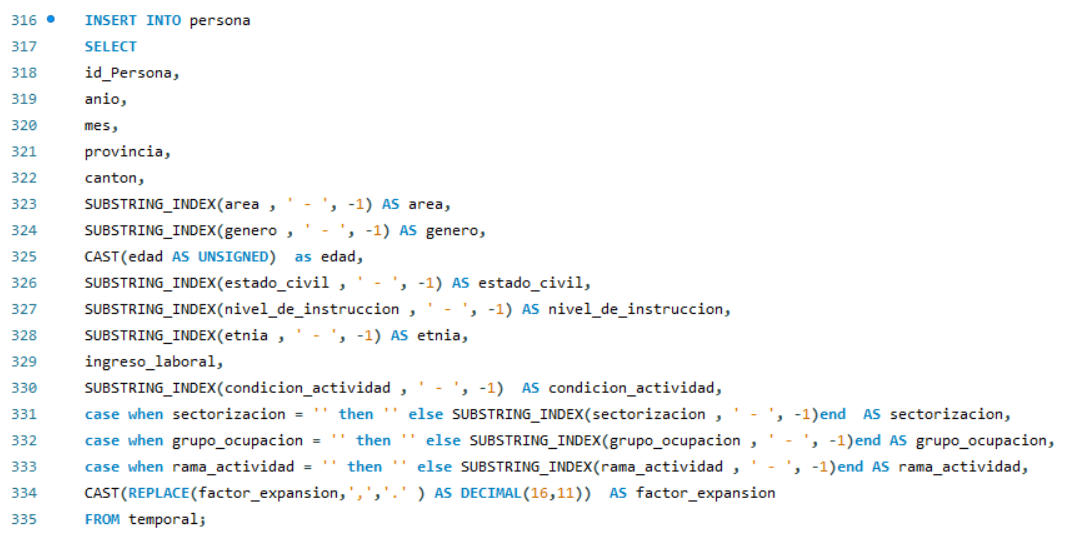 316 INSERT INTO persona
317 SELECT
318 id_Persona,
319 anio,
320 mes,
321 provincia,
322 canton,
323 SUBSTRING_INDEX(area , ' - ', -1) AS area,
324 SUBSTRING_INDEX(genero , ' - ', -1) AS genero,
325 CAST(edad AS UNSIGNED)  as edad,
326 SUBSTRING_INDEX(estado_civil , ' - ', -1) AS estado_civil,
327 SUBSTRING_INDEX(nivel_de_instruccion , ' - ', -1) AS nivel_de_instruccion,
328 SUBSTRING_INDEX(etnia , ' - ', -1) AS etnia,
329 ingreso_laboral,
330 SUBSTRING_INDEX(condicion_actividad , ' - ', -1)  AS condicion_actividad,
331 case when sectorizacion = '' then '' else SUBSTRING_INDEX(sectorizacion , ' - ', -1)end  AS sectorizacion,
332 case when grupo_ocupacion = '' then '' else SUBSTRING_INDEX(grupo_ocupacion , ' - ', -1)end AS grupo_ocupacion,
333 case when rama_actividad = '' then '' else SUBSTRING_INDEX(rama_actividad , ' - ', -1)end AS rama_actividad,
334 CAST(REPLACE(factor_expansion,',','.' ) AS DECIMAL(16,11))  AS factor_expansion
335 FROM temporal;